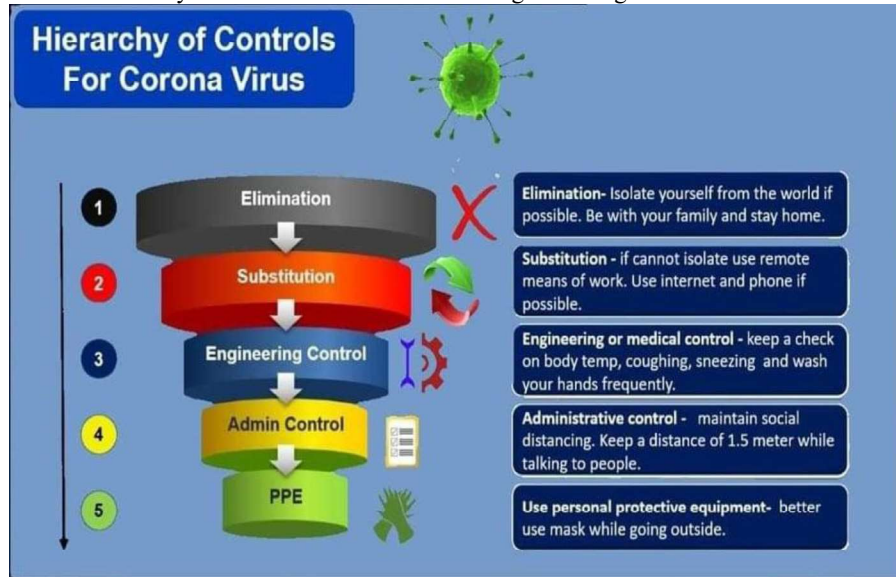 Hierarchy of Controls
For Corona Virus
1
Elimination
Elimination- Isolate yourself from the world if
possible. Be with your family and stay home.
2
Substitution
Substitution - if cannot isolate use remote
means of work. Use internet and phone if
possible.
3
Engineering Control
Engineering or medical control - keep a check
on body temp, coughing, sneezing and wash
your hands frequently.
4
Admin Control
Administrative control - maintain social
distancing. Keep a distance of 1.5 meter while
talking to people.
5
PPE
Use personal protective equipment- better
use mask while going outside.